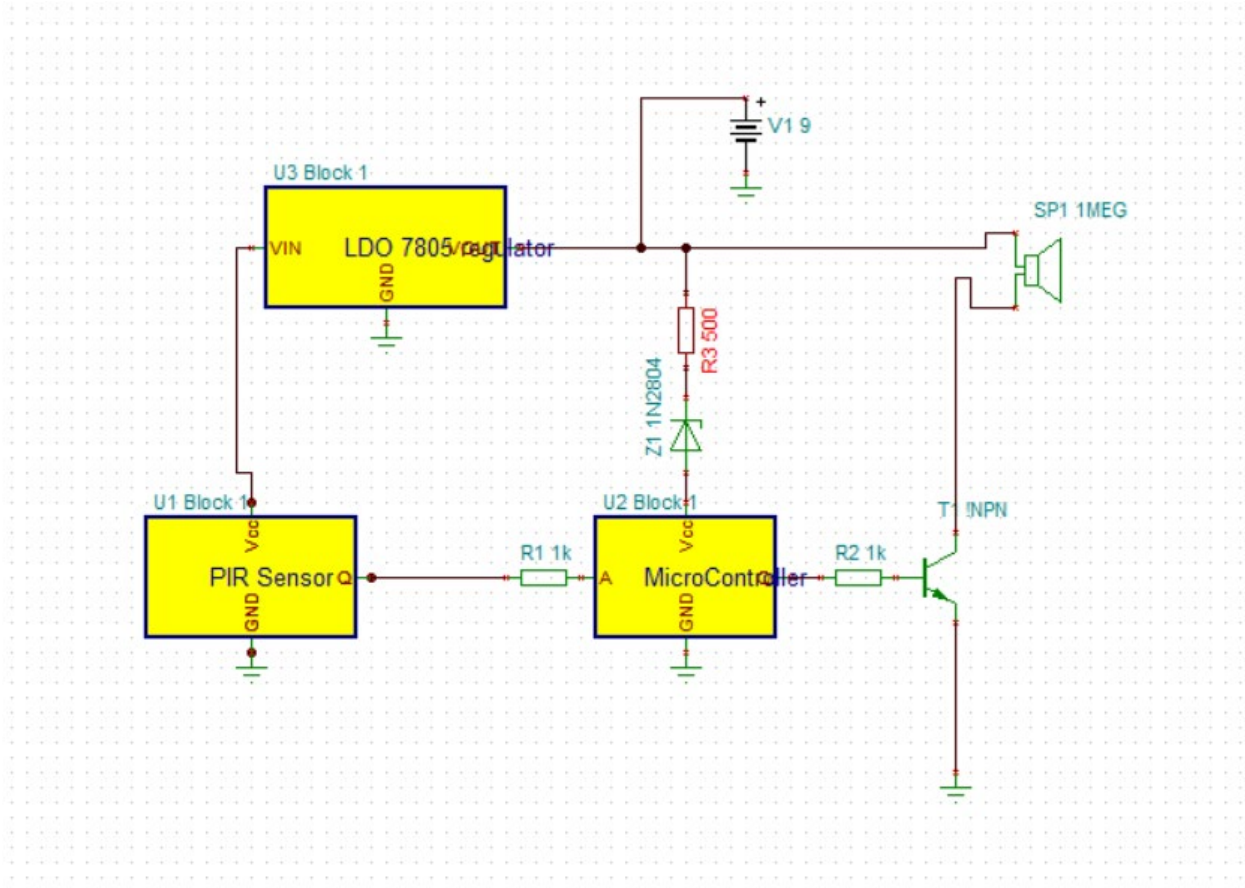 +
V1 9
U3 Block 1
SP1 1MEG
VIN
LDO 7805 regulator
VOUT
GND
R3 500
Z1 1N2804
U1 Block 1
U2 Block 1
T1 !NPN
Vcc
Vcc
R1 1k
R2 1k
PIR Sensor
Q
A
MicroController
GND
GND